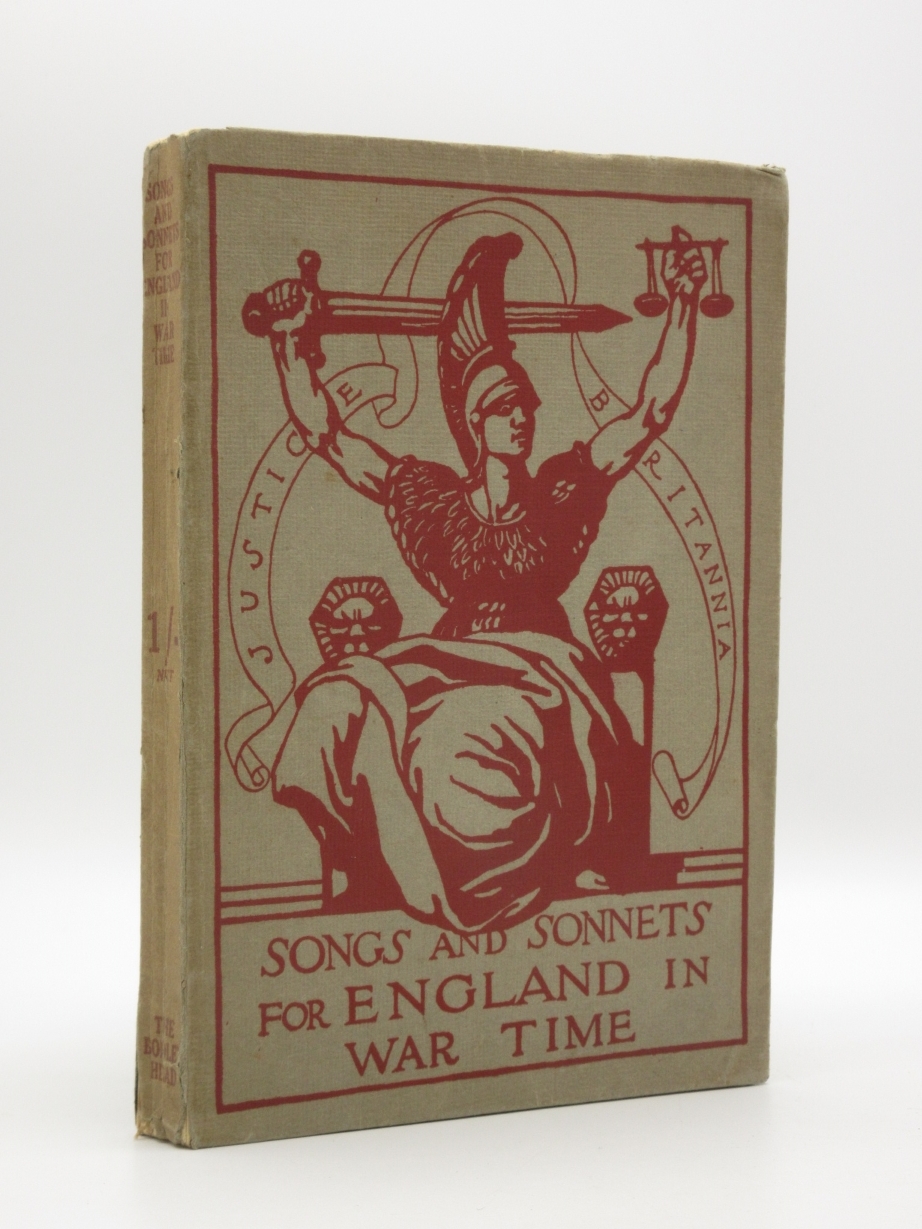 SONGS
AND
SONNETS
FOR
ENGLAND
IN
WAR
TIME
1/-
NET
THE
BODLEY
HEAD
JUSTICE
BRITANNIA
SONGS AND SONNETS
FOR ENGLAND IN
WAR TIME